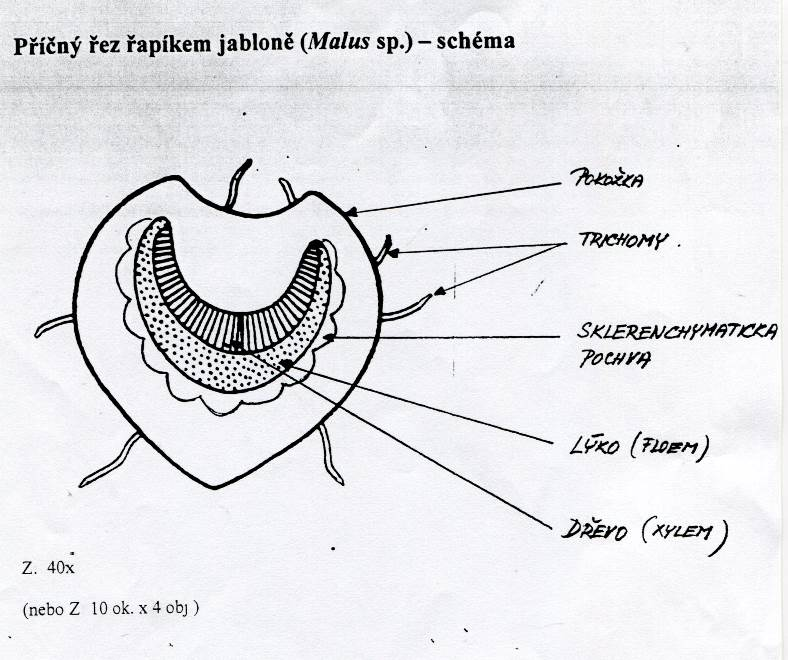 Příčný řez řapíkem jabloně (Malus sp.) – schéma
POKOŽKA
TRICHOMY .
SKLERENCHYMATICKÁ
POCHVA
LÝKO (FLOEM)
DŘEVO (XYLEM)
Z. 40x
(nebo Z 10 ok. x 4 obj )